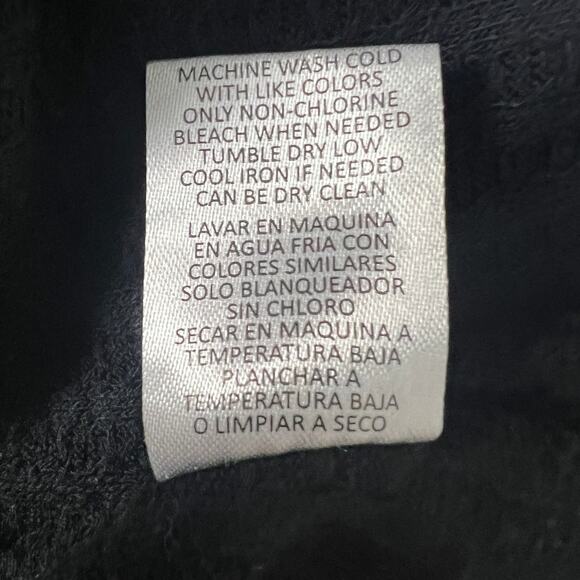 MACHINE WASH COLD
WITH LIKE COLORS
ONLY NON-CHLORINE
BLEACH WHEN NEEDED
TUMBLE DRY LOW
COOL IRON IF NEEDED
CAN BE DRY CLEAN
LAVAR EN MAQUINA
EN AGUA FRIA CON
COLORES SIMILARES
SOLO BLANQUEADOR
SIN CHLORO
SECAR EN MAQUINA A
TEMPERATURA BAJA
PLANCHAR A
TEMPERATURA BAJA
O LIMPIAR A SECO